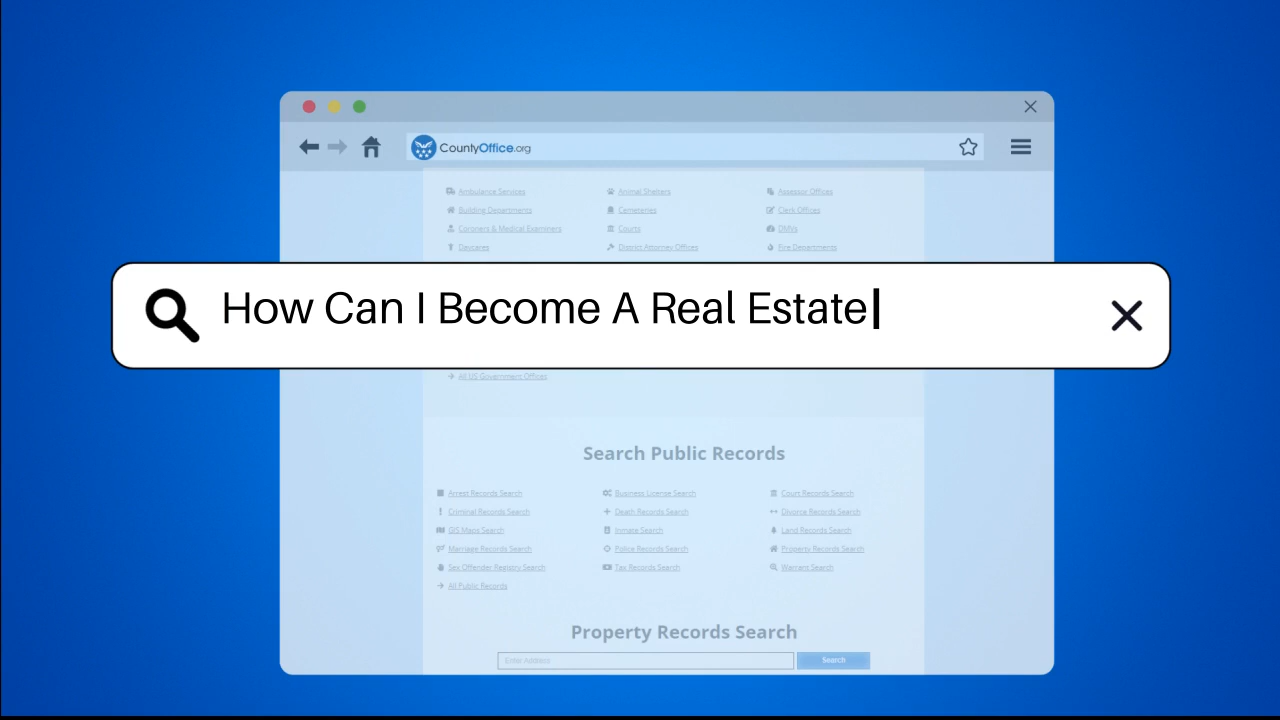 CountyOffice.org
Ambulance Services Animal Shelters Assessor Offices
Building Departments Cemeteries Clerk Offices
Coroners & Medical Examiners Courts DMVs
Daycares District Attorney Offices Fire Departments
How Can I Become A Real Estate
All US Government Offices
Search Public Records
Arrest Records Search Business License Search Court Records Search
Criminal Records Search Death Records Search Divorce Records Search
GIS Maps Search Inmate Search Land Records Search
Marriage Records Search Police Records Search Property Records Search
Sex Offender Registry Search Tax Records Search Warrant Search
All Public Records
Property Records Search
Enter Address Search